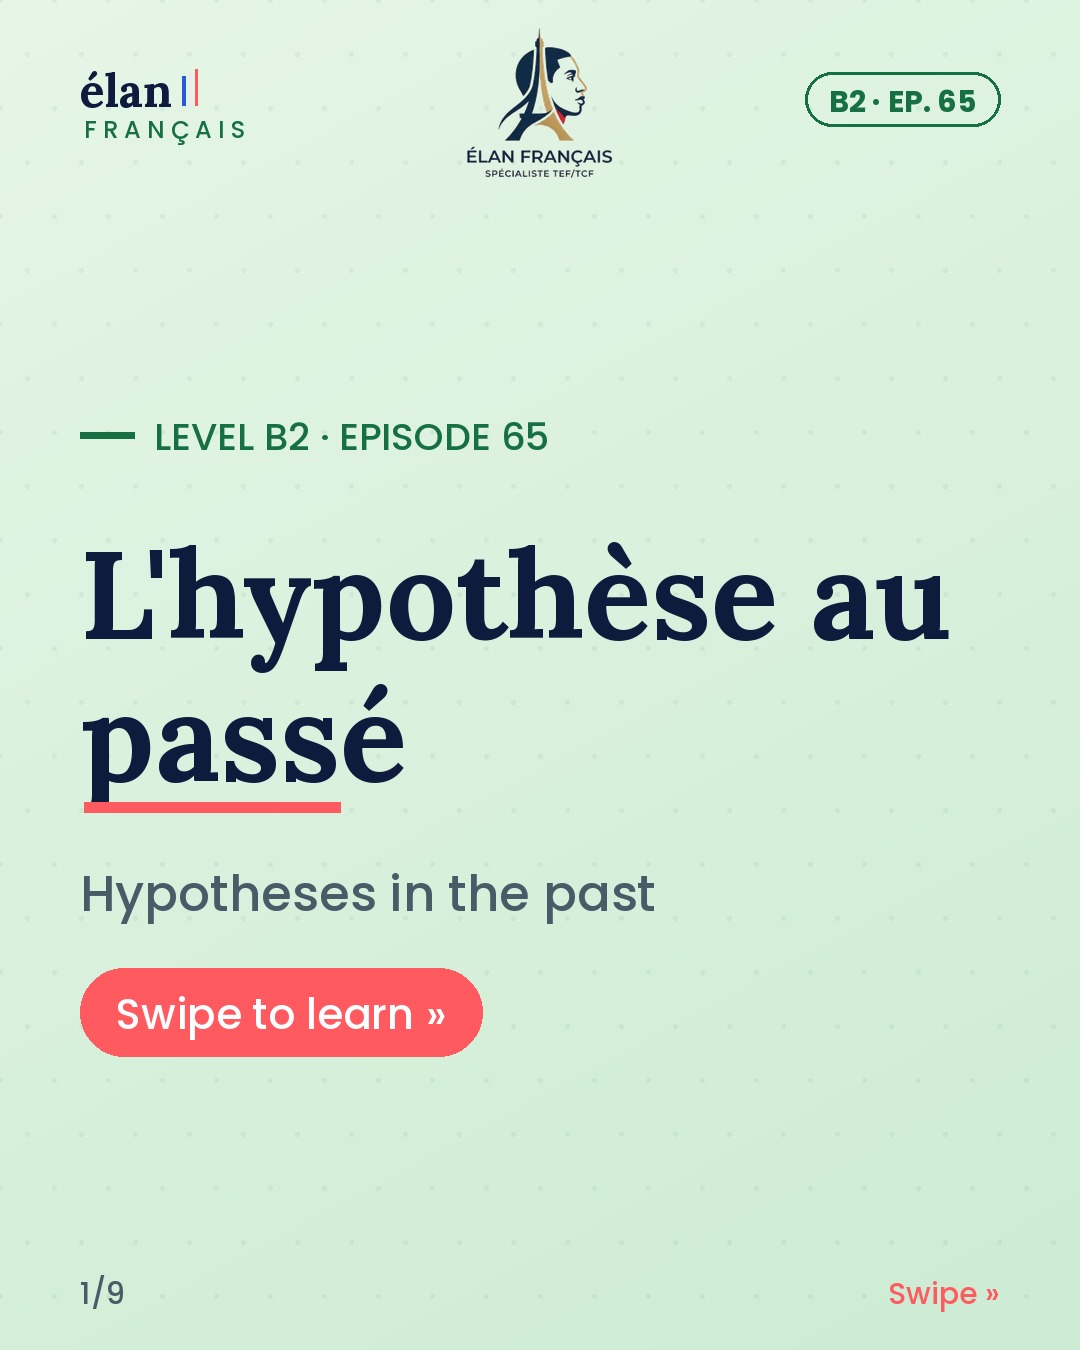 élan
FRANÇAIS
ÉLAN FRANÇAIS
SPÉCIALISTE TEF/TCF
B2 · EP. 65
LEVEL B2 · EPISODE 65
L'hypothèse au
passé
Hypotheses in the past
Swipe to learn »
1/9
Swipe »